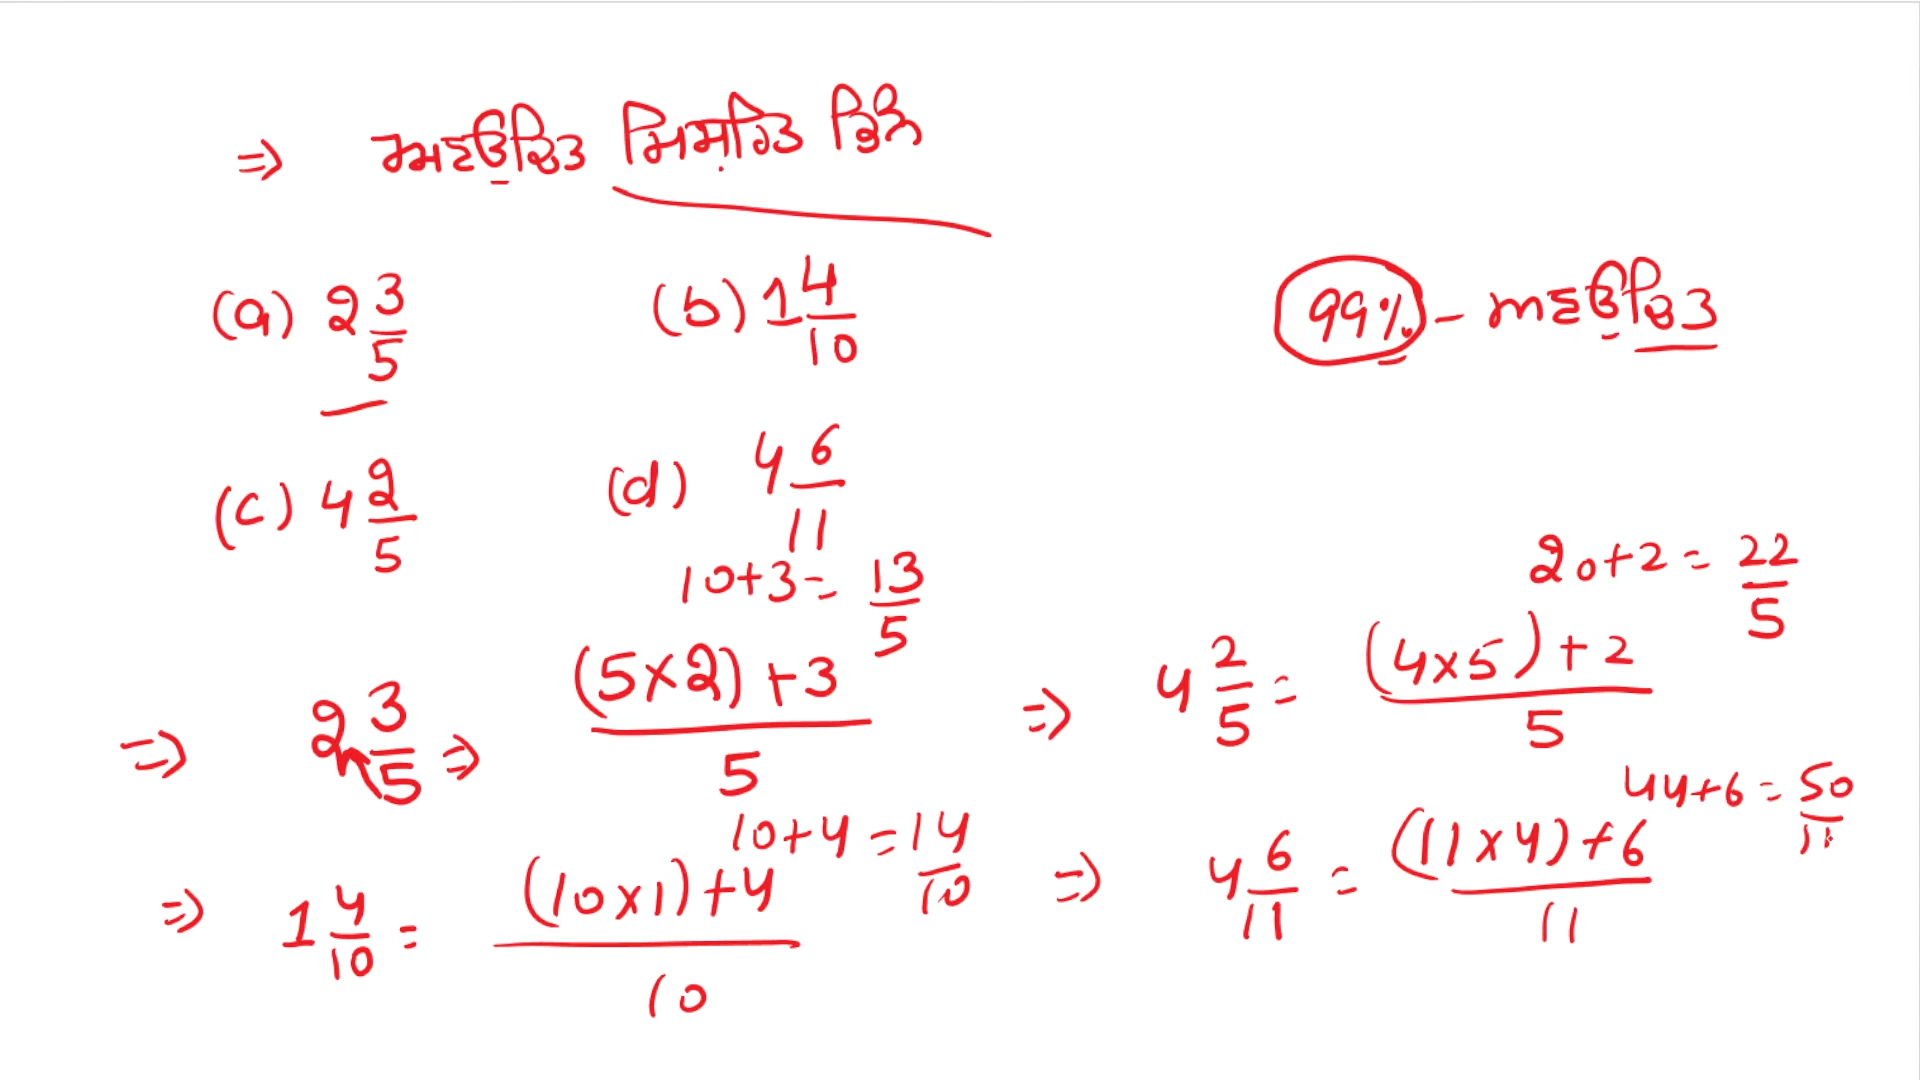 ⇒ ਅਣਉਚਿਤ ਮਿਸ਼ਰਿਤ ਭਿੰਨ
(a) 2 3/5 (b) 1 4/10
99% - ਅਣਉਚਿਤ
(c) 4 2/5 (d) 4 6/11
10+3= 13/5
⇒ 2 3/5 ⇒ (5×2)+3/5
20+2= 22/5
⇒ 4 2/5 = (4×5)+2/5
10+4=14/10
⇒ 1 4/10 = (10×1)+4/10
44+6=50/11
⇒ 4 6/11 = (11×4)+6/11